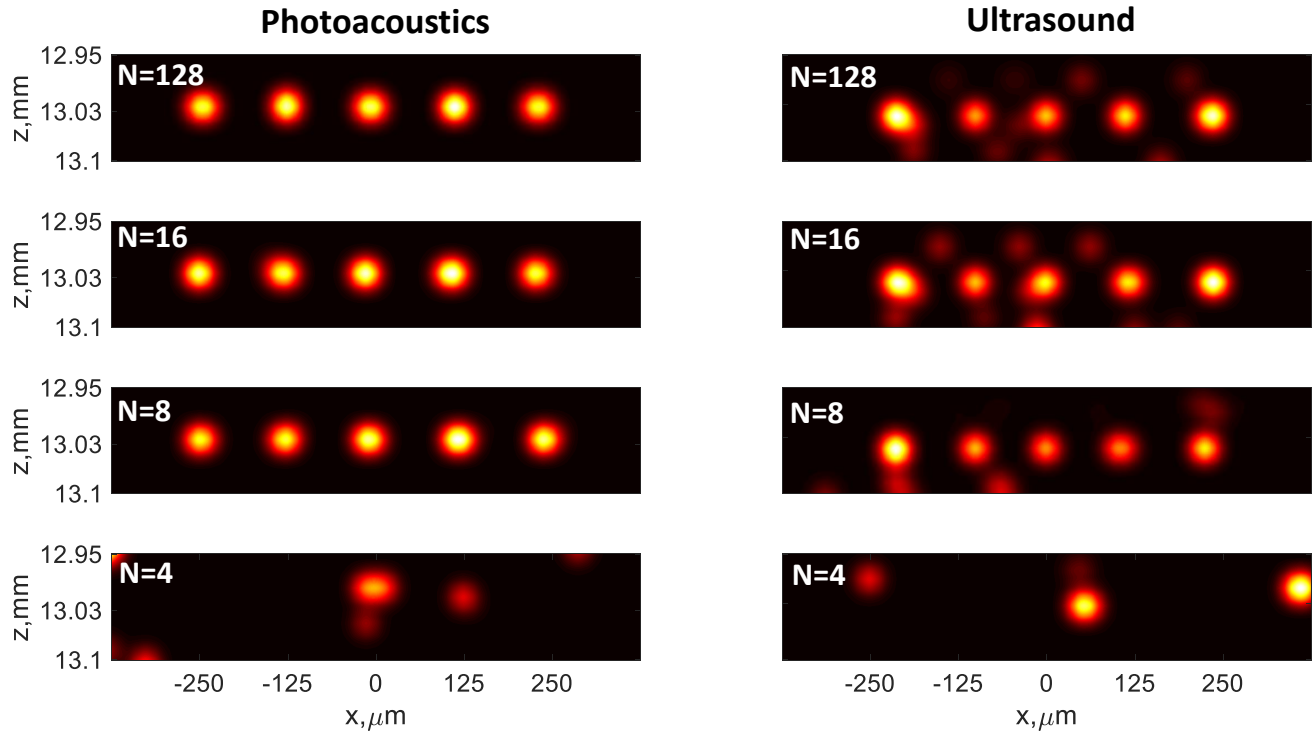 Photoacoustics
Ultrasound
12.95
N=128
z,mm
13.03
13.1
N=128
12.95
N=16
z,mm
13.03
13.1
N=16
12.95
N=8
z,mm
13.03
13.1
N=8
12.95
N=4
z,mm
13.03
13.1
N=4
-250 -125 0 125 250
x,μm
-250 -125 0 125 250
x,μm